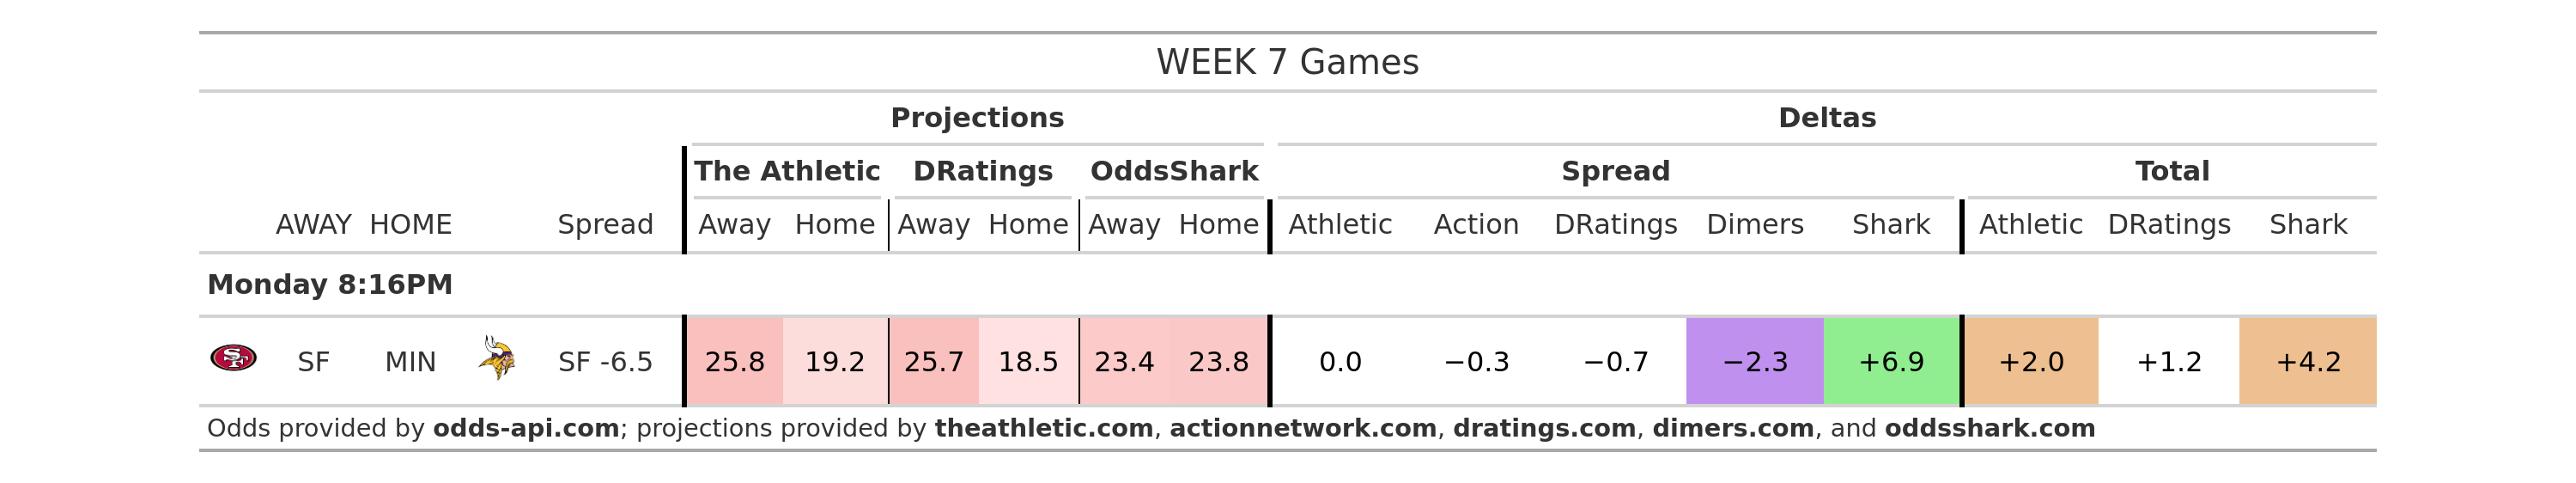 WEEK 7 Games
Projections Deltas
The Athletic DRatings OddsShark Spread Total
AWAY HOME Spread Away Home Away Home Away Home Athletic Action DRatings Dimers Shark Athletic DRatings Shark
Monday 8:16PM
SF SF MIN SF -6.5 25.8 19.2 25.7 18.5 23.4 23.8 0.0 −0.3 −0.7 −2.3 +6.9 +2.0 +1.2 +4.2
Odds provided by odds-api.com; projections provided by theathletic.com, actionnetwork.com, dratings.com, dimers.com, and oddsshark.com